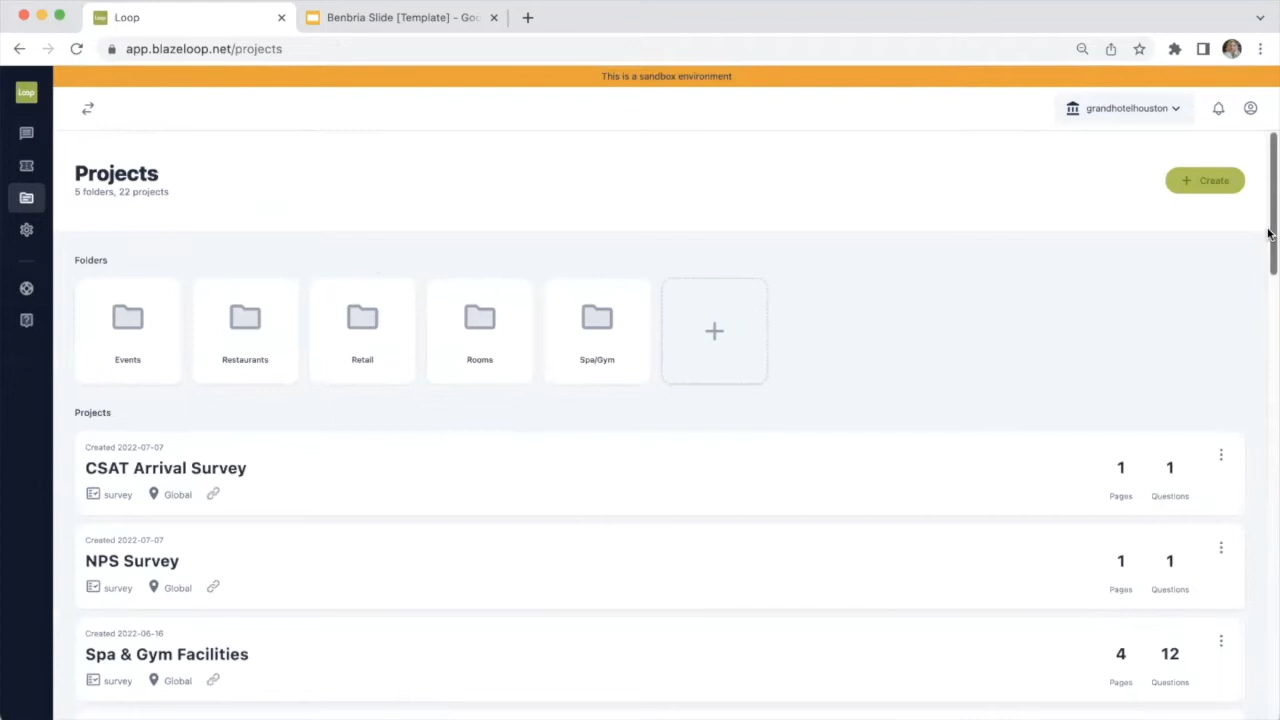 Loop
Benbria Slide [Template] - Goo
app.blazeloop.net/projects
This is a sandbox environment
Loop
grandhotelhouston
Projects
5 folders, 22 projects
Create
Folders
Events
Restaurants
Retail
Rooms
Spa/Gym
Projects
Created 2022-07-07
CSAT Arrival Survey
survey Global
1 1
Pages Questions
Created 2022-07-07
NPS Survey
survey Global
1 1
Pages Questions
Created 2022-06-16
Spa & Gym Facilities
survey Global
4 12
Pages Questions